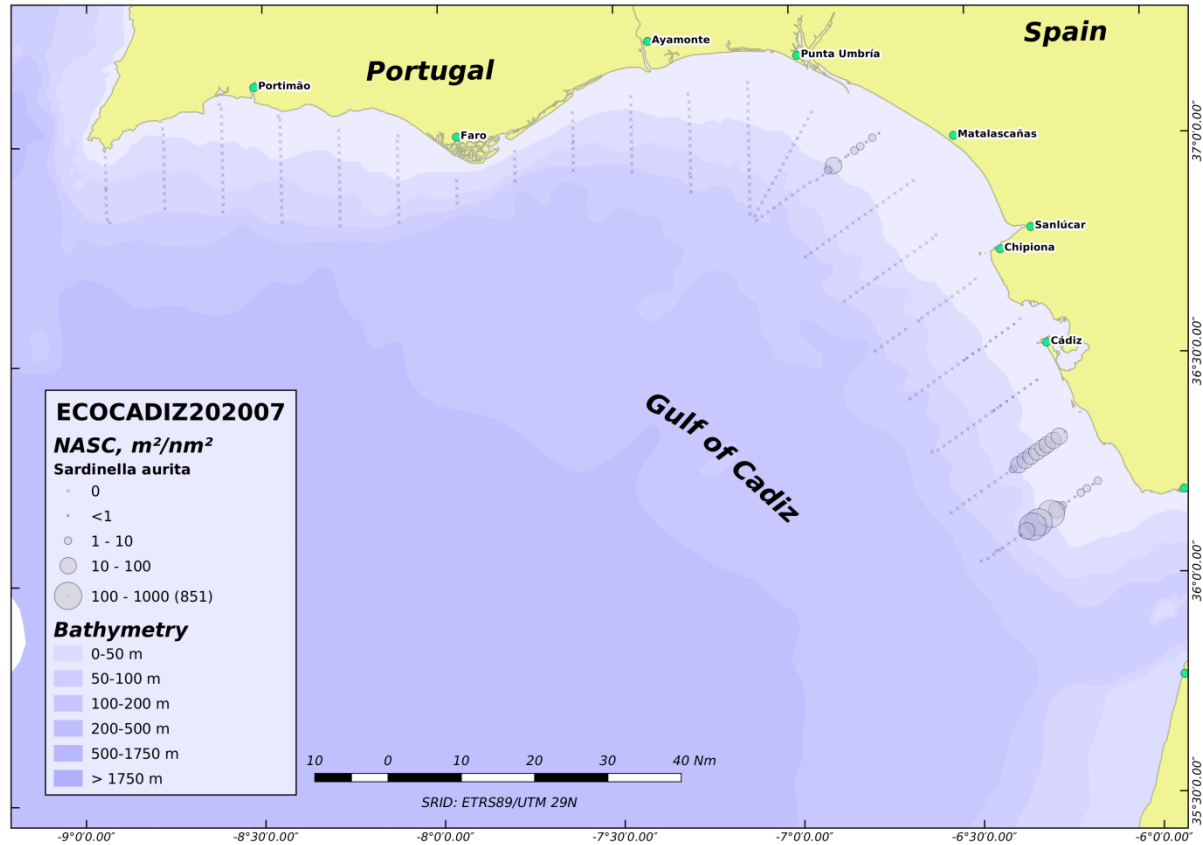 Spain
Portugal
Ayamonte
Punta Umbría
Portimão
Faro
Matalascañas
Sanlúcar
Chipiona
Cádiz
Gulf of Cadiz
ECOCADIZ202007
NASC, m²/nm²
Sardinella aurita
0
<1
1 - 10
10 - 100
100 - 1000 (851)
Bathymetry
0-50 m
50-100 m
100-200 m
200-500 m
500-1750 m
> 1750 m
10 0 10 20 30 40 Nm
SRID: ETRS89/UTM 29N
37°0'0.00″
36°30'0.00″
36°0'0.00″
35°30'0.00″
-9°0'0.00″ -8°30'0.00″ -8°0'0.00″ -7°30'0.00″ -7°0'0.00″ -6°30'0.00″ -6°0'0.00″